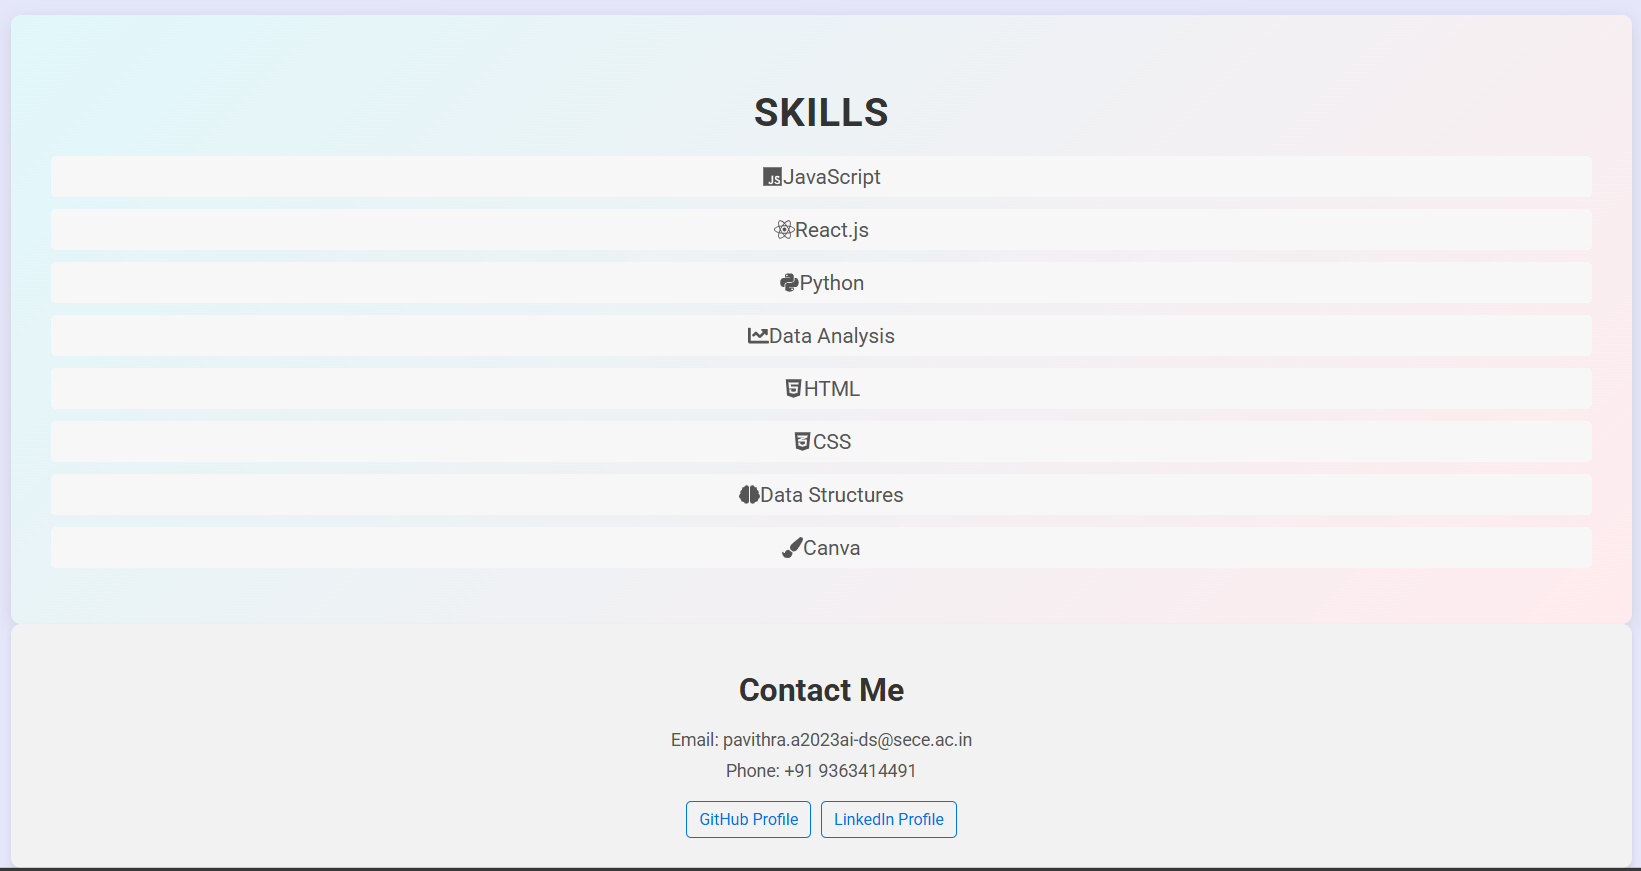 SKILLS
JavaScript
React.js
Python
Data Analysis
HTML
CSS
Data Structures
Canva
Contact Me
Email: pavithra.a2023ai-ds@sece.ac.in
Phone: +91 9363414491
GitHub Profile LinkedIn Profile